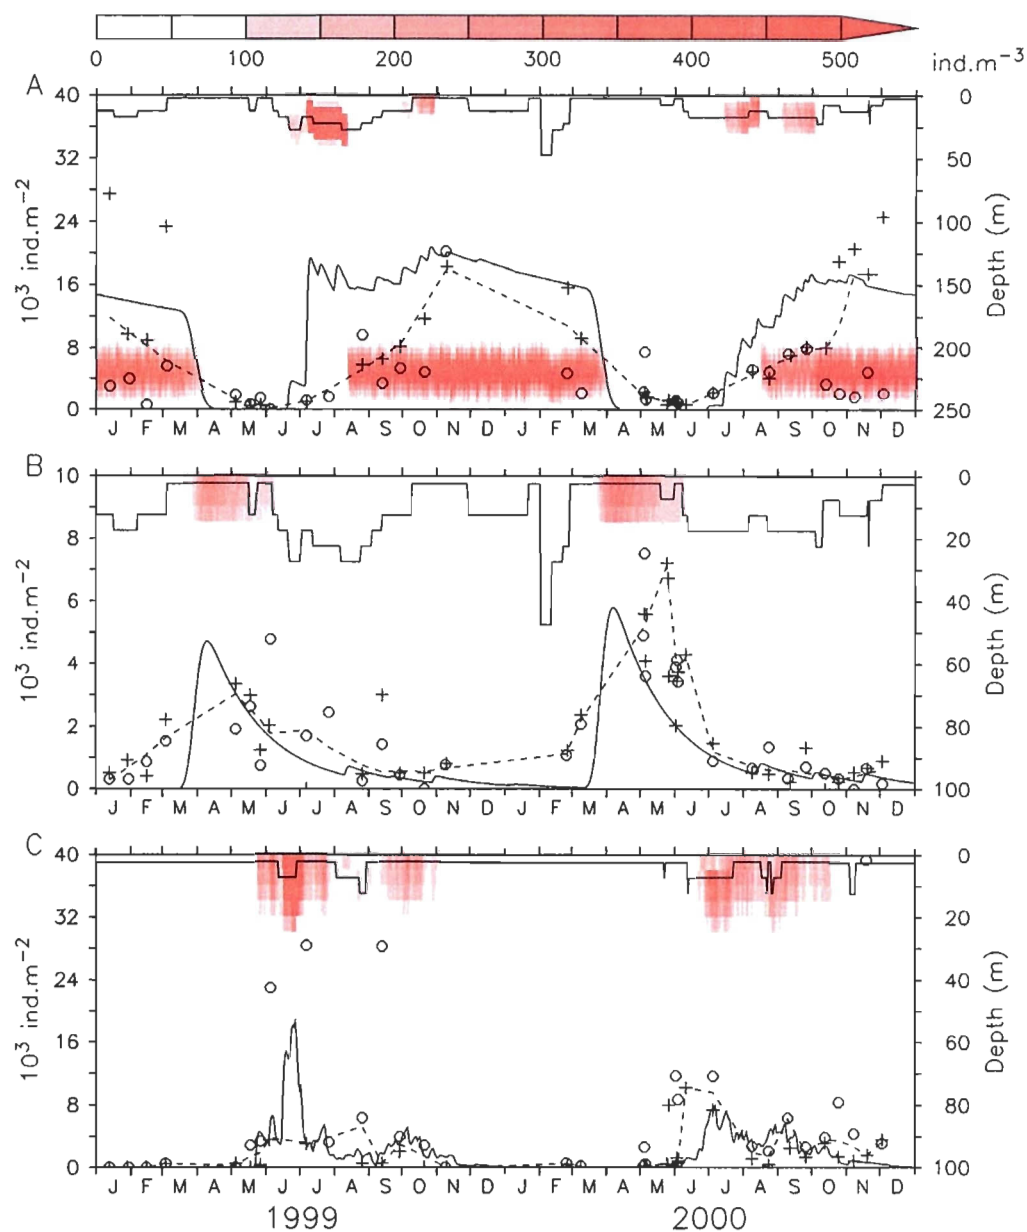 0 100 200 300 400 500 ind.m−3
A
40 32 24 16 8 0
10³ ind.m−2
0 50 100 150 200 250
Depth (m)
J F M A M J J A S O N D J F M A M J J A S O N D
B
10 8 6 4 2 0
10³ ind.m−2
0 20 40 60 80 100
Depth (m)
J F M A M J J A S O N D J F M A M J J A S O N D
C
40 32 24 16 8 0
10³ ind.m−2
0 20 40 60 80 100
Depth (m)
J F M A M J J A S O N D J F M A M J J A S O N D
1999 2000